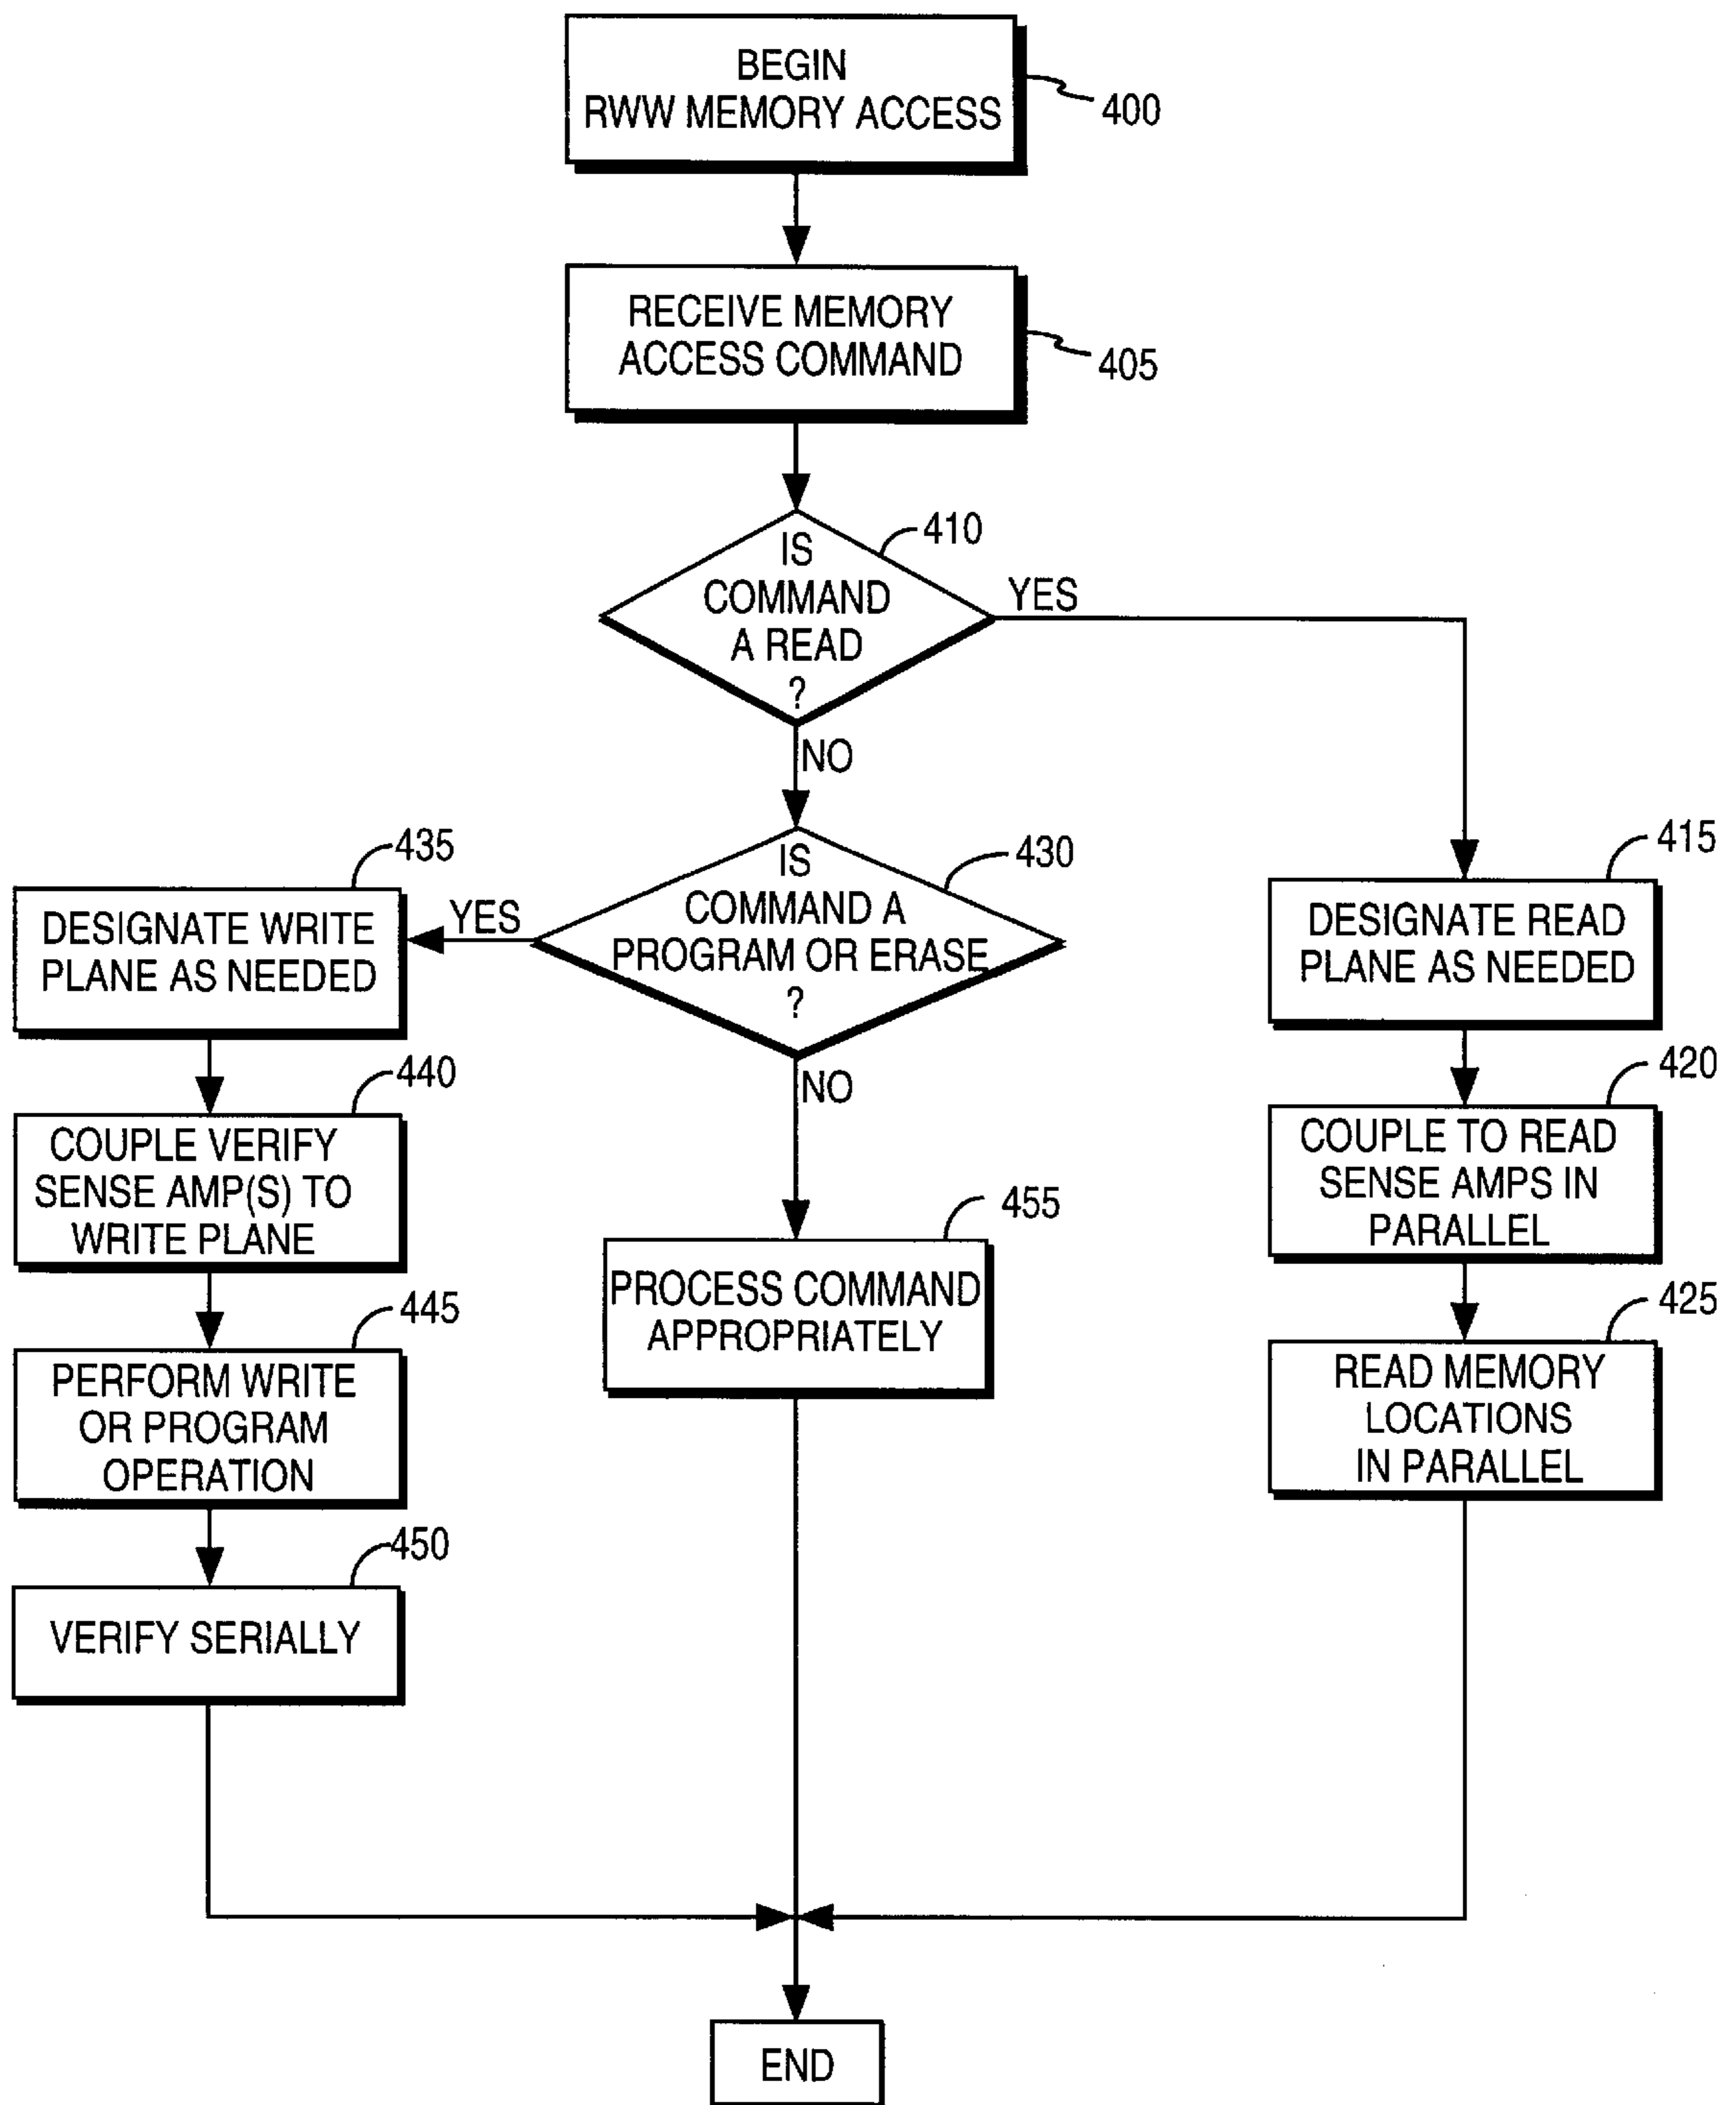 BEGIN
RWW MEMORY ACCESS
400
RECEIVE MEMORY
ACCESS COMMAND
405
410
IS
COMMAND
A READ
?
YES
NO
435
DESIGNATE WRITE
PLANE AS NEEDED
YES
430
IS
COMMAND A
PROGRAM OR ERASE
?
NO
415
DESIGNATE READ
PLANE AS NEEDED
440
COUPLE VERIFY
SENSE AMP(S) TO
WRITE PLANE
420
COUPLE TO READ
SENSE AMPS IN
PARALLEL
455
PROCESS COMMAND
APPROPRIATELY
445
PERFORM WRITE
OR PROGRAM
OPERATION
425
READ MEMORY
LOCATIONS
IN PARALLEL
450
VERIFY SERIALLY
END